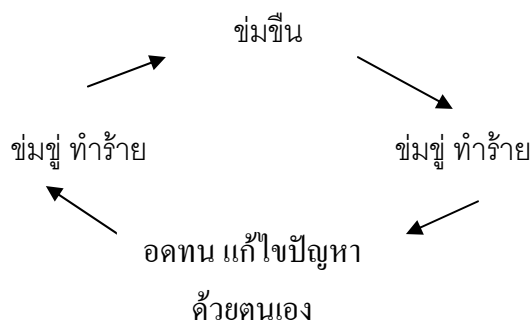 ข่มขืน
ข่มขู่ ทำร้าย
ข่มขู่ ทำร้าย
อดทน แก้ไขปัญหา
ด้วยตนเอง